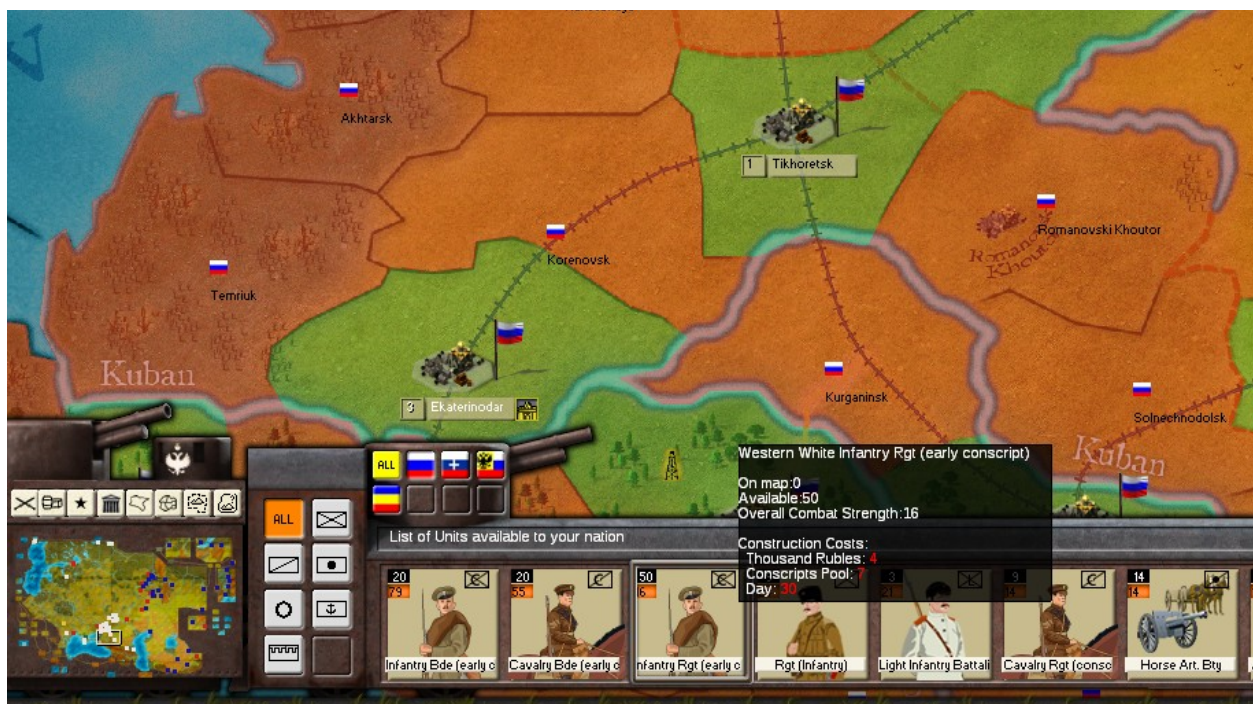 Akhtarsk
1 Tikhoretsk
Romanovski Khoutor
Romanovski
Khoutor
Korenovsk
Temriuk
Kuban
Kurganinsk
Solnechnodolsk
3 Ekaterinodar
Kuban
Western White Infantry Rgt (early conscript)
On map:0
Available:50
Overall Combat Strength:16
Construction Costs:
Thousand Rubles: 4
Conscripts Pool: 7
Day: 30
ALL
ALL
List of Units available to your nation
20
79
Infantry Bde (early c
20
55
Cavalry Bde (early c
50
6
nfantry Rgt (early c
Rgt (Infantry)
3
21
Light Infantry Battali
9
14
Cavalry Rgt (consc
14
14
Horse Art. Bty